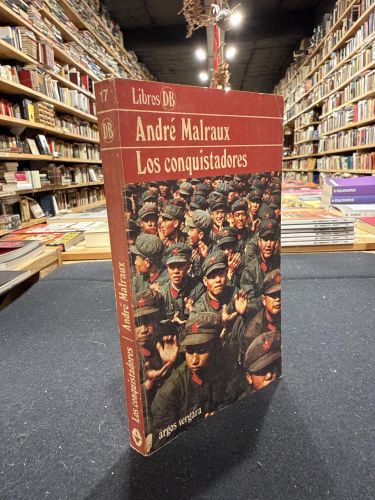 Libros DB
André Malraux
Los conquistadores
argos vergara
17
DB
Los conquistadores | André Malraux